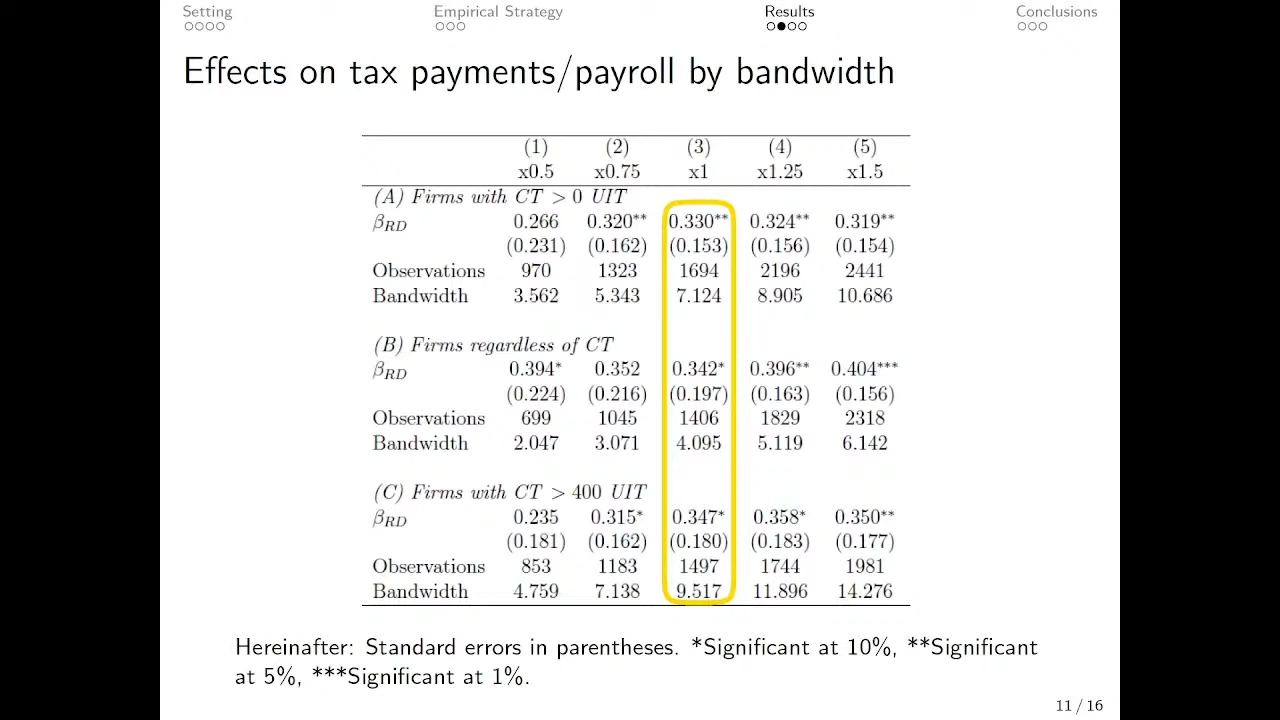 Setting Empirical Strategy Results Conclusions
Effects on tax payments/payroll by bandwidth
(1) (2) (3) (4) (5)
x0.5 x0.75 x1 x1.25 x1.5
(A) Firms with CT > 0 UIT
βRD 0.266 0.320** 0.330** 0.324** 0.319**
(0.231) (0.162) (0.153) (0.156) (0.154)
Observations 970 1323 1694 2196 2441
Bandwidth 3.562 5.343 7.124 8.905 10.686
(B) Firms regardless of CT
βRD 0.394* 0.352 0.342* 0.396** 0.404***
(0.224) (0.216) (0.197) (0.163) (0.156)
Observations 699 1045 1406 1829 2318
Bandwidth 2.047 3.071 4.095 5.119 6.142
(C) Firms with CT > 400 UIT
βRD 0.235 0.315* 0.347* 0.358* 0.350**
(0.181) (0.162) (0.180) (0.183) (0.177)
Observations 853 1183 1497 1744 1981
Bandwidth 4.759 7.138 9.517 11.896 14.276
Hereinafter: Standard errors in parentheses. *Significant at 10%, **Significant
at 5%, ***Significant at 1%.
11 / 16